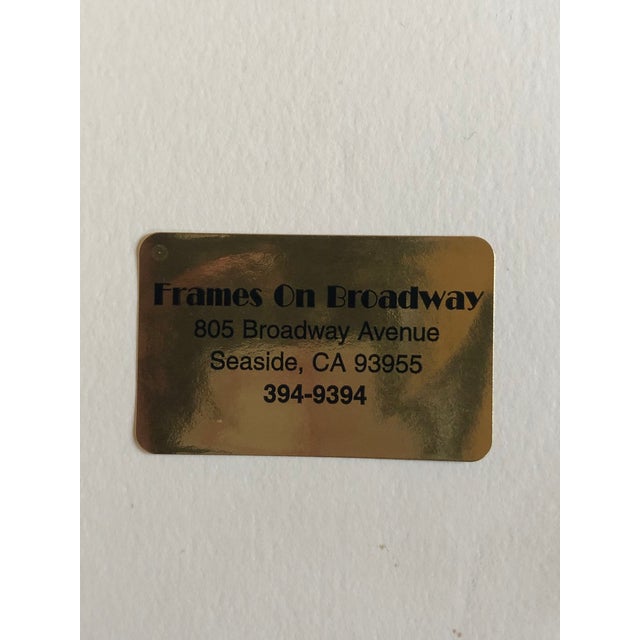 Frames On Broadway
805 Broadway Avenue
Seaside, CA 93955
394-9394